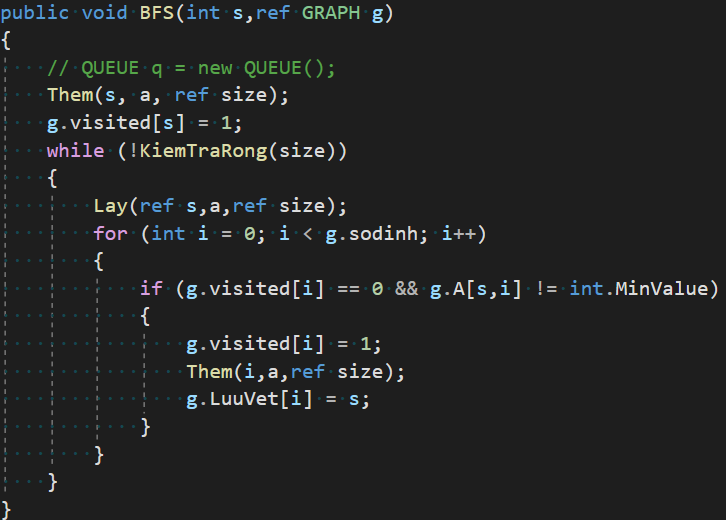 public void BFS(int s,ref GRAPH g)
{
    // QUEUE q = new QUEUE();
    Them(s, a, ref size);
    g.visited[s] = 1;
    while (!KiemTraRong(size))
    {
        Lay(ref s,a,ref size);
        for (int i = 0; i < g.sodinh; i++)
        {
            if (g.visited[i] == 0 && g.A[s,i] != int.MinValue)
            {
                g.visited[i] = 1;
                Them(i,a,ref size);
                g.LuuVet[i] = s;
            }
        }
    }
}